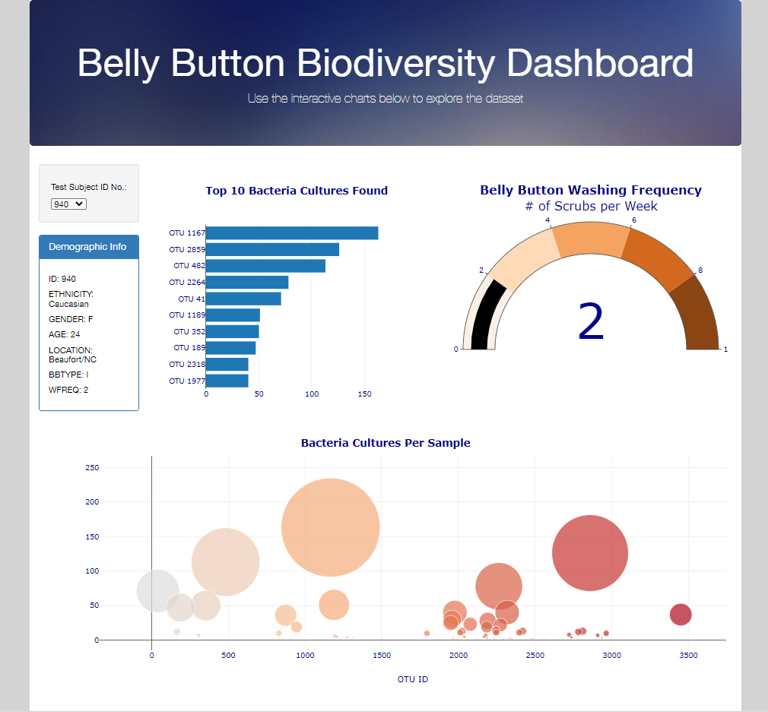 Belly Button Biodiversity Dashboard
Use the interactive charts below to explore the dataset
Test Subject ID No.:
940
Demographic Info
ID: 940
ETHNICITY:
Caucasian
GENDER: F
AGE: 24
LOCATION:
Beaufort/NC
BBTYPE: I
WFREQ: 2
Top 10 Bacteria Cultures Found
OTU 1167
OTU 2859
OTU 482
OTU 2264
OTU 41
OTU 1189
OTU 352
OTU 189
OTU 2318
OTU 1977
0 50 100 150
Belly Button Washing Frequency
# of Scrubs per Week
4 6
2 8
2
0 1
Bacteria Cultures Per Sample
250
200
150
100
50
0
0 500 1000 1500 2000 2500 3000 3500
OTU ID